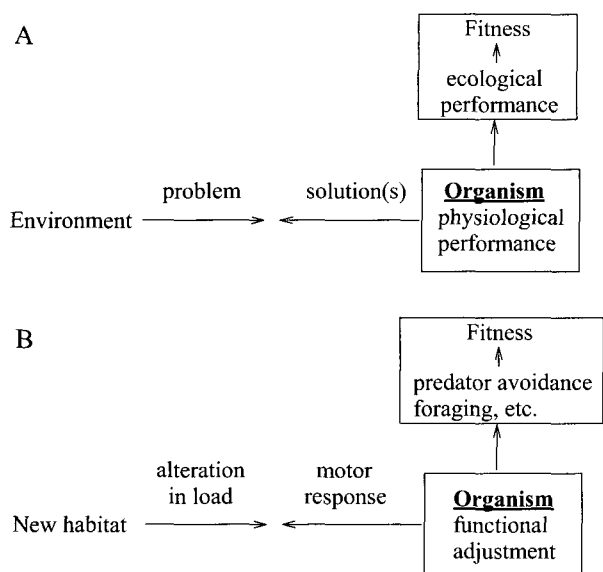 A
Fitness
ecological
performance
problem
solution(s)
Organism
Environment
physiological
performance
B
Fitness
predator avoidance
foraging, etc.
alteration
in load
motor
response
Organism
New habitat
functional
adjustment